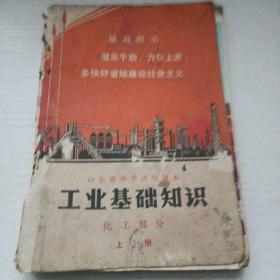 最高指示
鼓足干劲，力争上游，
多快好省地建设社会主义。
山东省中学试用课本
工业基础知识
化工部分
上册